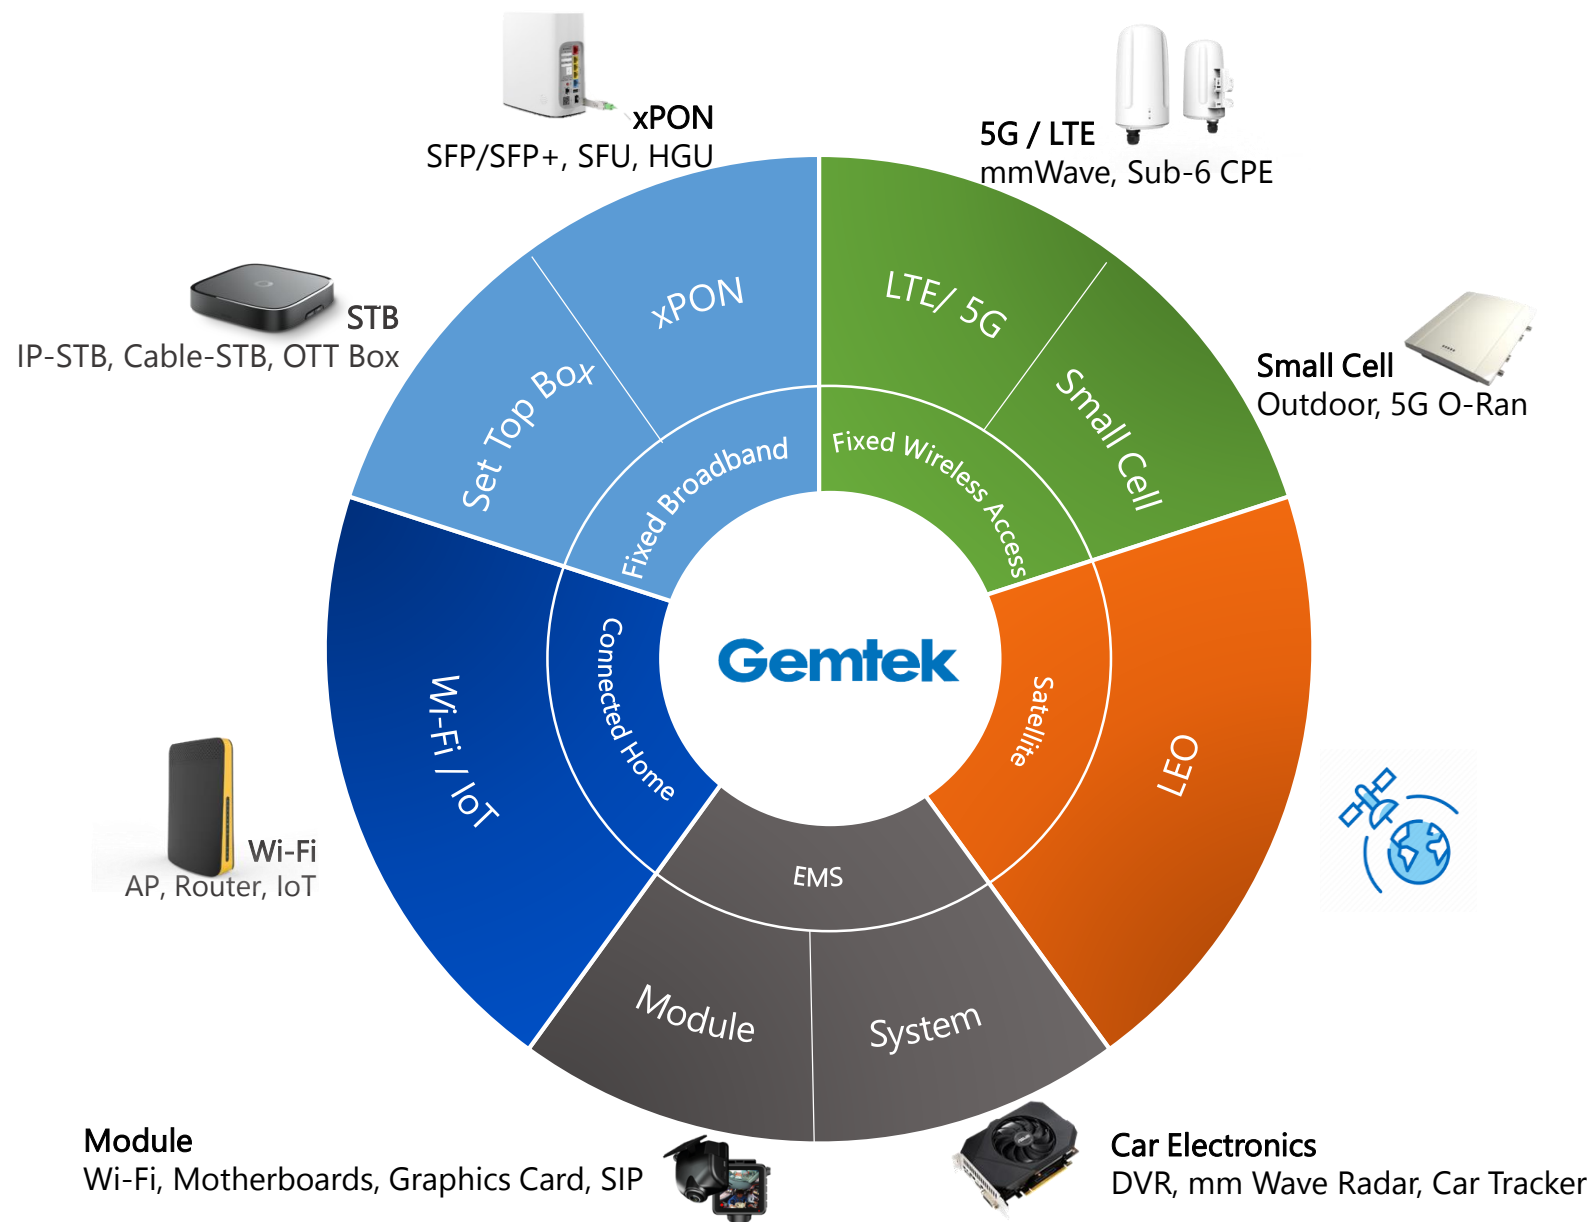 xPON
SFP/SFP+, SFU, HGU
5G / LTE
mmWave, Sub-6 CPE
STB
IP-STB, Cable-STB, OTT Box
Small Cell
Outdoor, 5G O-Ran
xPON
LTE/ 5G
Set Top Box
Small Cell
Fixed Broadband
Fixed Wireless Access
Gemtek
Connected Home
Satellite
Wi-Fi / IoT
LEO
Wi-Fi
AP, Router, IoT
EMS
Module
System
Module
Wi-Fi, Motherboards, Graphics Card, SIP
Car Electronics
DVR, mm Wave Radar, Car Tracker